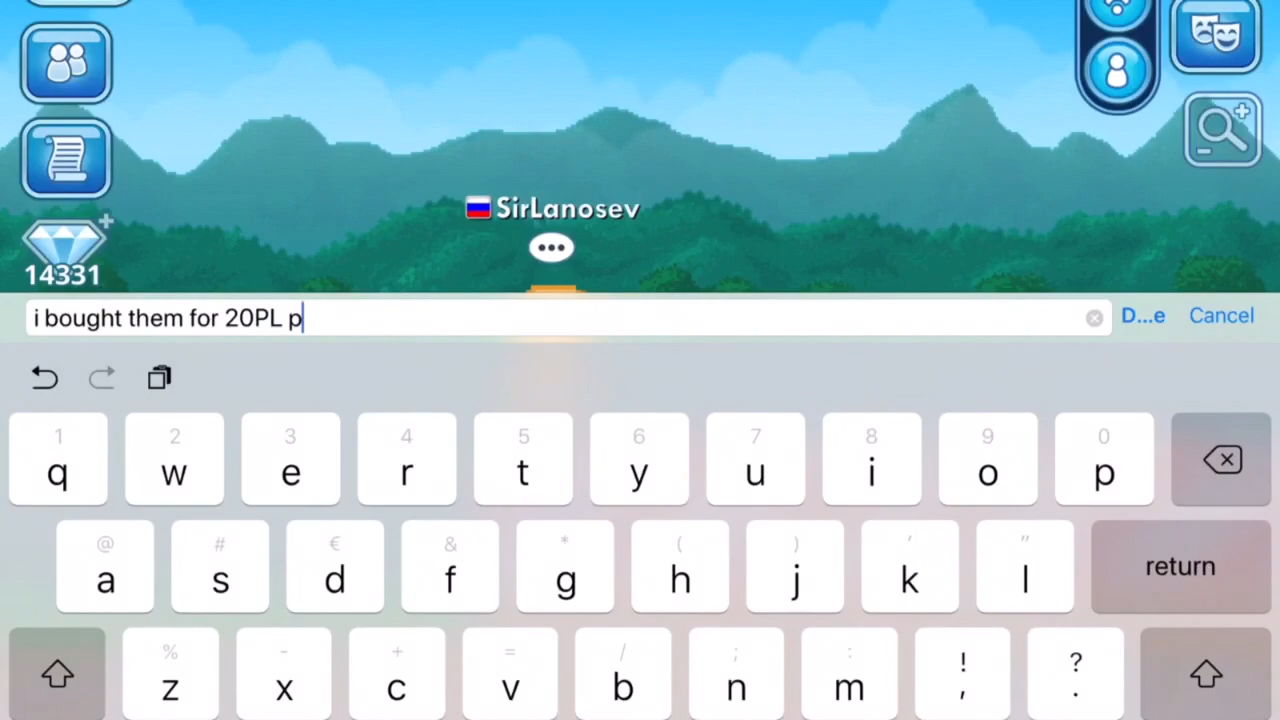 SirLanosev
14331
i bought them for 20PL p
D...e
Cancel
1 2 3 4 5 6 7 8 9 0
q w e r t y u i o p
@ # € & * ( ) ' "
a s d f g h j k l return
% - + = / ; : ! ?
z x c v b n m , .